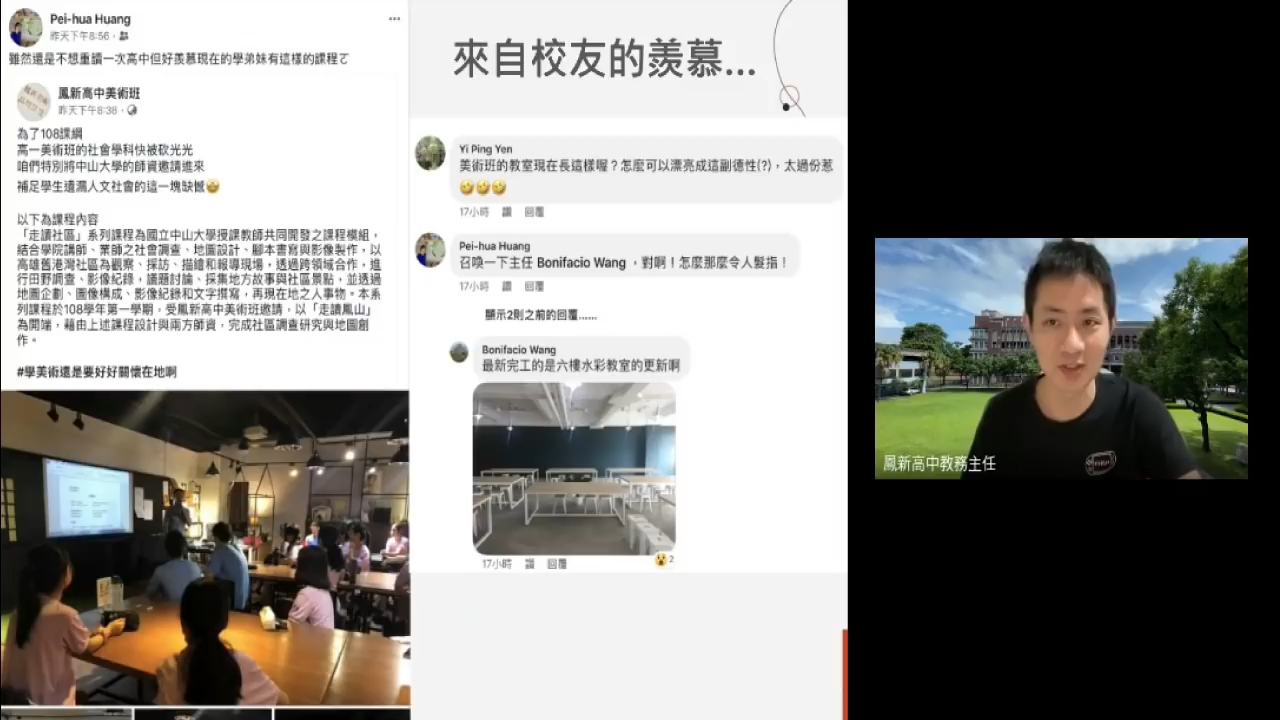 Pei-hua Huang
昨天下午8:56
雖然還是不想重讀一次高中但好羨慕現在的學弟妹有這樣的課程ㄛ
鳳新高中美術班
昨天下午8:38
為了108課綱
高一美術班的社會學科快被砍光光
咱們特別將中山大學的師資邀請進來
補足學生遺漏人文社會的這一塊缺憾
以下為課程內容
「走讀社區」系列課程為國立中山大學授課教師共同開發之課程模組，
結合學院講師、業師之社會調查、地圖設計、腳本書寫與影像製作，以
高雄舊港灣社區為觀察、採訪、描繪和報導現場，透過跨領域合作，進
行田野調查、影像紀錄，議題討論、採集地方故事與社區景點，並透過
地圖企劃、圖像構成、影像紀錄和文字撰寫，再現在地之人事物。本系
列課程於108學年第一學期，受鳳新高中美術班邀請，以「走讀鳳山」
為開端，藉由上述課程設計與兩方師資，完成社區調查研究與地圖創
作。
#學美術還是要好好關懷在地啊
來自校友的羨慕...
Yi Ping Yen
美術班的教室現在長這樣喔？怎麼可以漂亮成這副德性(?)，太過份惹
17小時 讚 回覆
Pei-hua Huang
召喚一下主任 Bonifacio Wang ，對啊！怎麼那麼令人髮指！
17小時 讚 回覆
顯示2則之前的回覆......
Bonifacio Wang
最新完工的是六樓水彩教室的更新啊
17小時 讚 回覆
2
鳳新高中教務主任